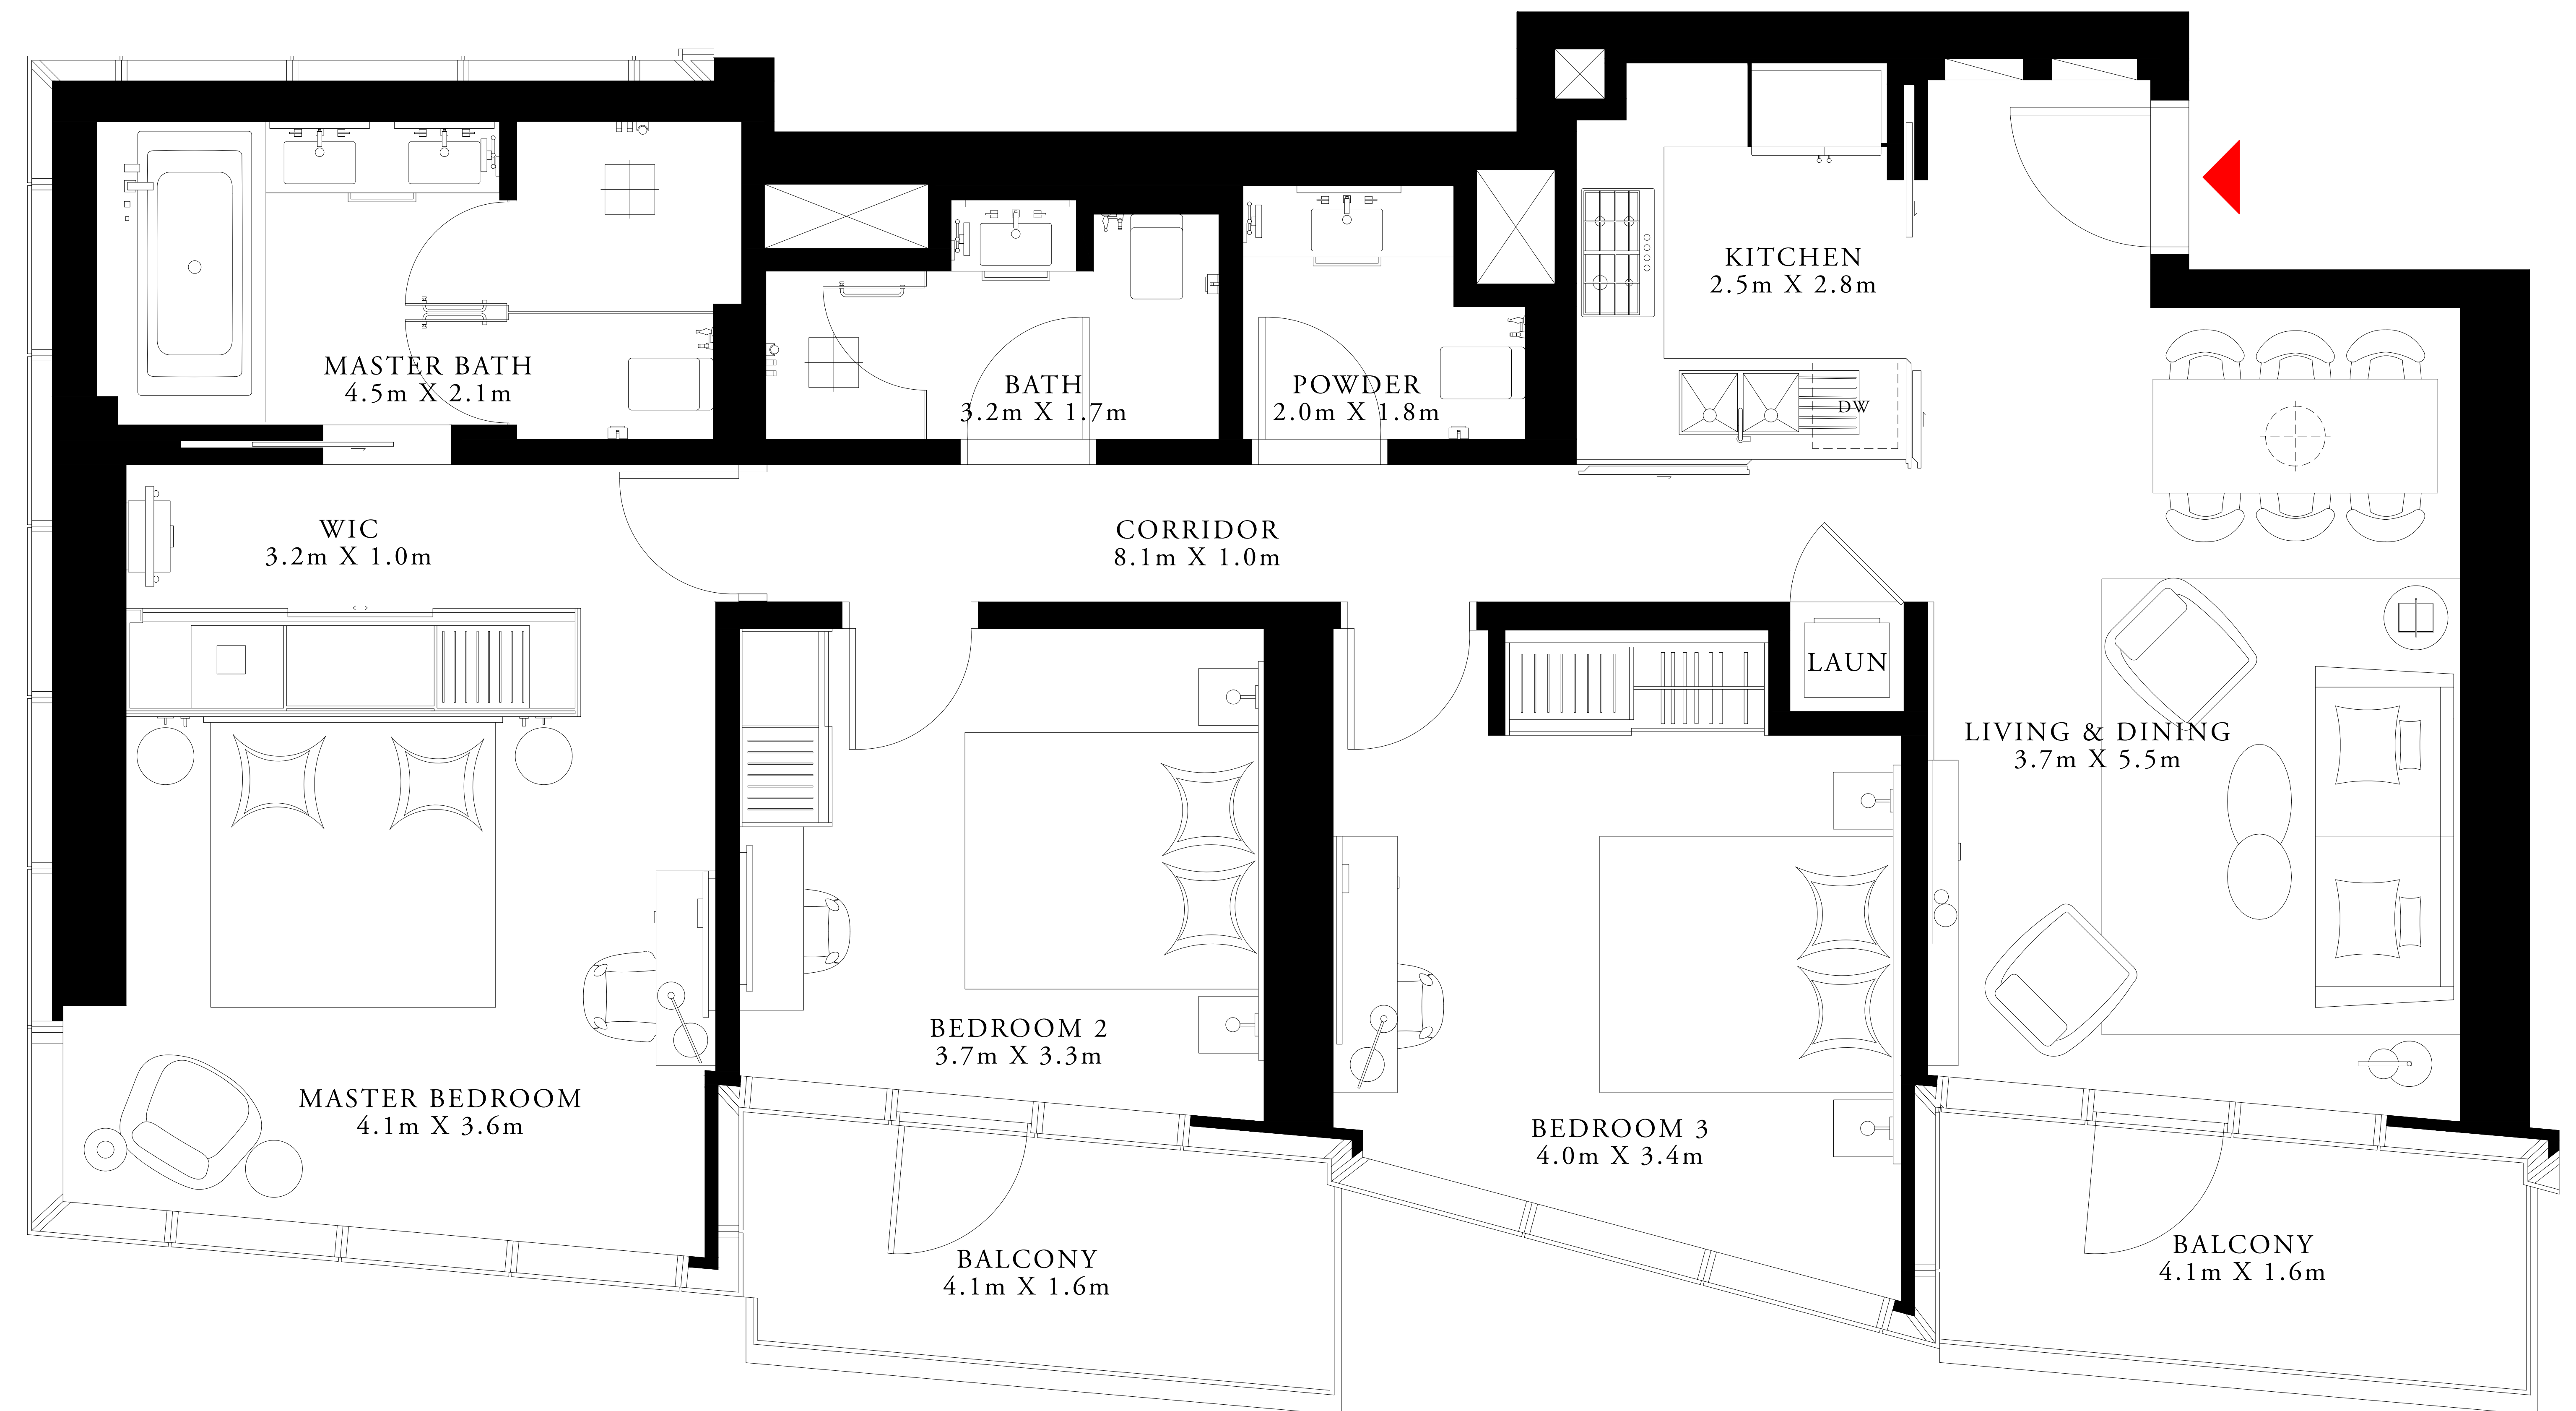 KITCHEN
2.5m X 2.8m
MASTER BATH
4.5m X 2.1m
BATH
3.2m X 1.7m
POWDER
2.0m X 1.8m
DW
WIC
3.2m X 1.0m
CORRIDOR
8.1m X 1.0m
LAUN
LIVING & DINING
3.7m X 5.5m
BEDROOM 2
3.7m X 3.3m
MASTER BEDROOM
4.1m X 3.6m
BEDROOM 3
4.0m X 3.4m
BALCONY
4.1m X 1.6m
BALCONY
4.1m X 1.6m